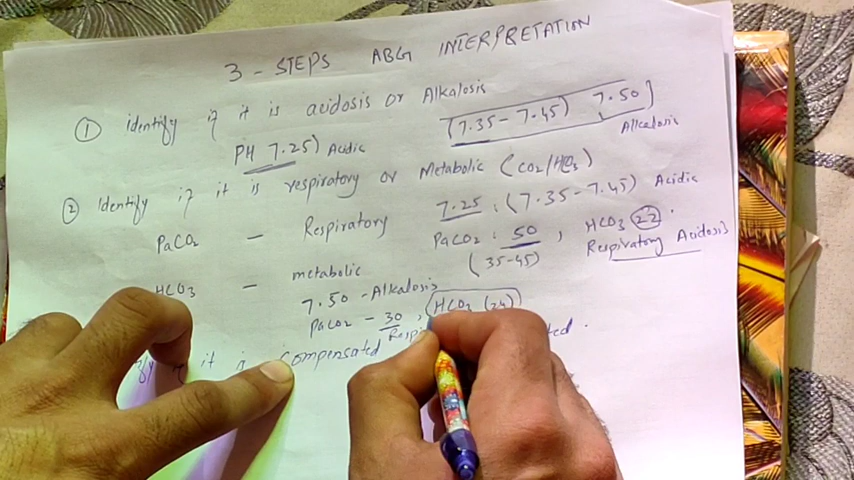 3 - STEPS ABG INTERPRETATION
① identify if it is acidosis or Alkalosis
(7.35 - 7.45) 7.50]
PH 7.25) Acidic
Alkalosis
② Identify if it is respiratory or Metabolic (CO2/HCO3)
7.25 : (7.35 - 7.45) Acidic
PaCO2 - Respiratory
PaCO2 : 50 , HCO3 22 .
(35-45) Respiratory Acidosis
HCO3 - metabolic
7.50 - Alkalosis
PaCO2 - 30 , HCO3 (24)
it is compensated